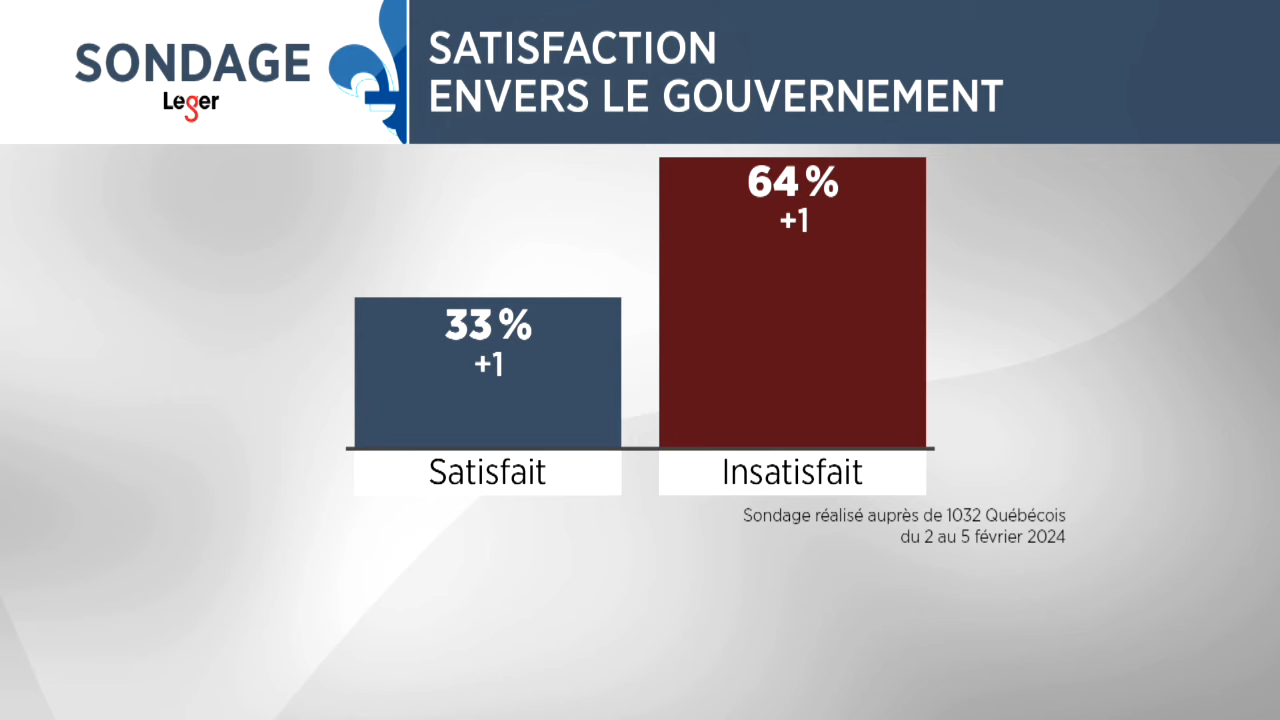 SONDAGE
Leger
SATISFACTION
ENVERS LE GOUVERNEMENT
64 %
+1
33 %
+1
Satisfait
Insatisfait
Sondage réalisé auprès de 1032 Québécois
du 2 au 5 février 2024